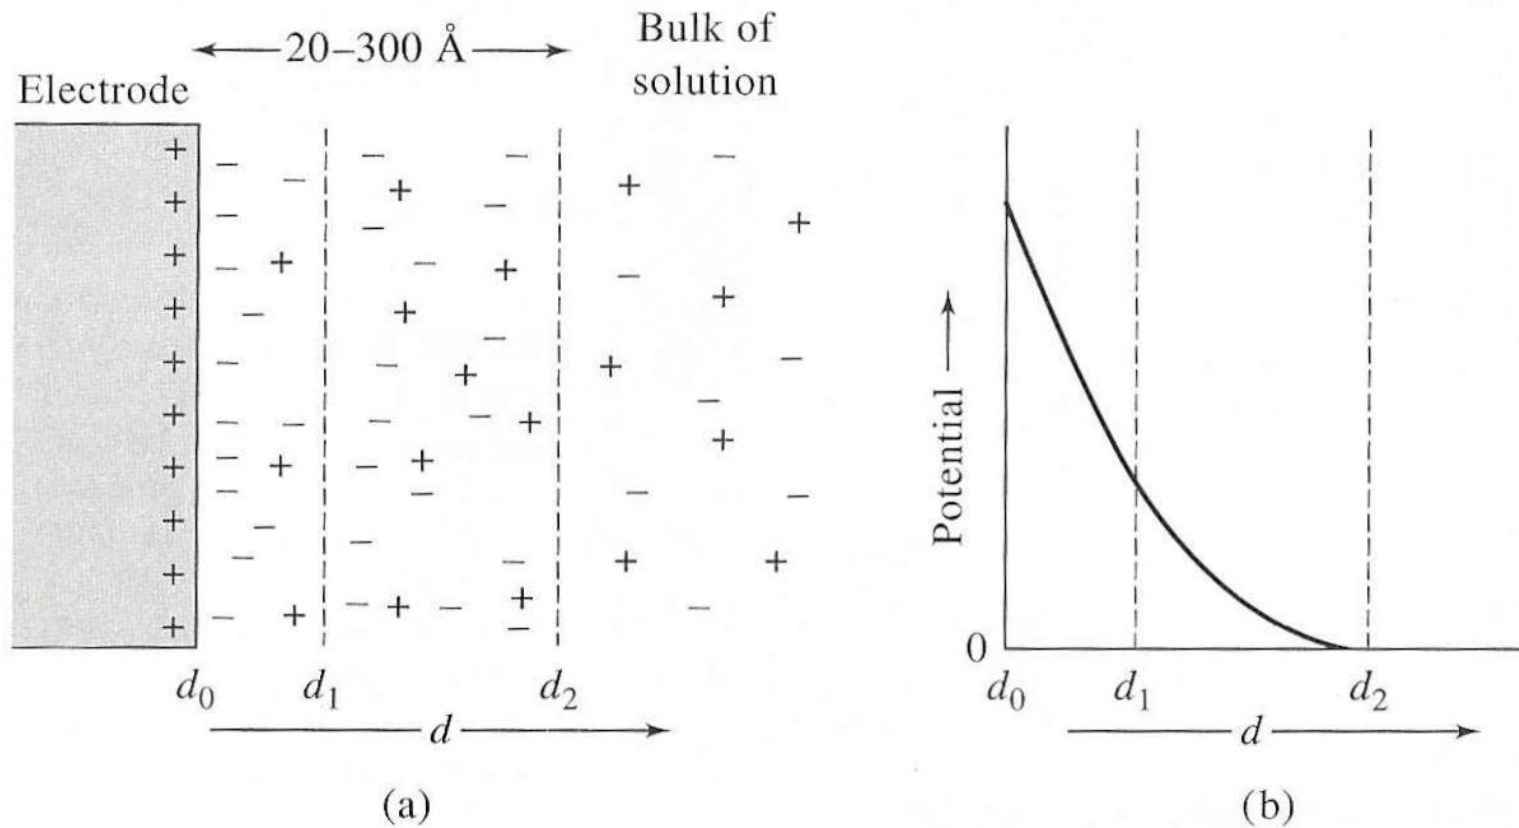 20–300 Å
Bulk of
solution
Electrode
d0
d1
d2
d
(a)
Potential
0
d0
d1
d2
d
(b)